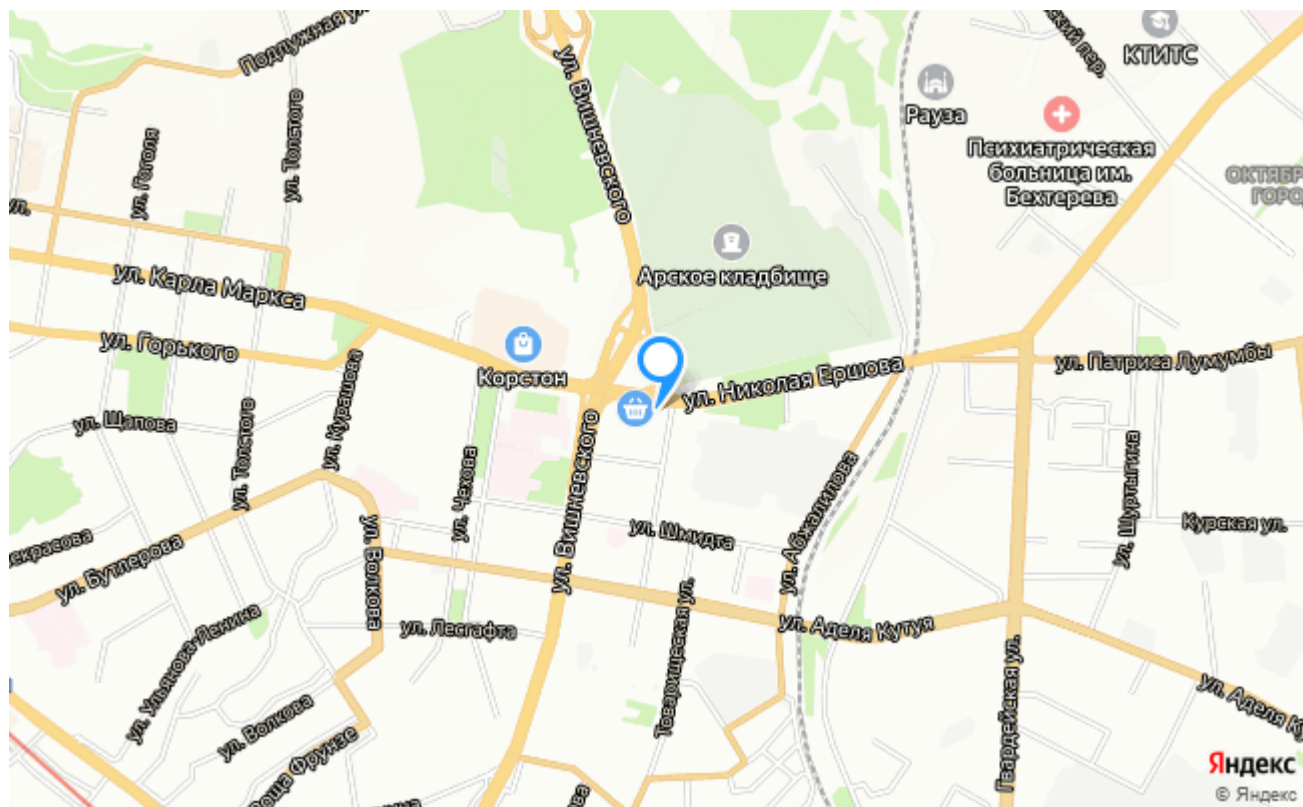 Подлужная ул.
ул. Вишневского
КТИТС
Рауза
Психиатрическая
больница им.
Бехтерева
ул. Гоголя
ул. Толстого
ул.
Арское кладбище
ул. Карла Маркса
ул. Горького
Корстон
ул. Николая Ершова
ул. Патриса Лумумбы
ул. Курашова
ул. Щапова
ул. Толстого
ул. Чехова
ул. Вишневского
ул. Шмидта
ул. Абжалилова
ул. Шуртыгина
Курская ул.
ул. Бутлерова
ул. Волкова
ул. Лесгафта
Товарищеская ул.
ул. Аделя Кутуя
ул. Ульянова-Ленина
ул. Волкова
Гвардейская ул.
Яндекс
© Яндекс